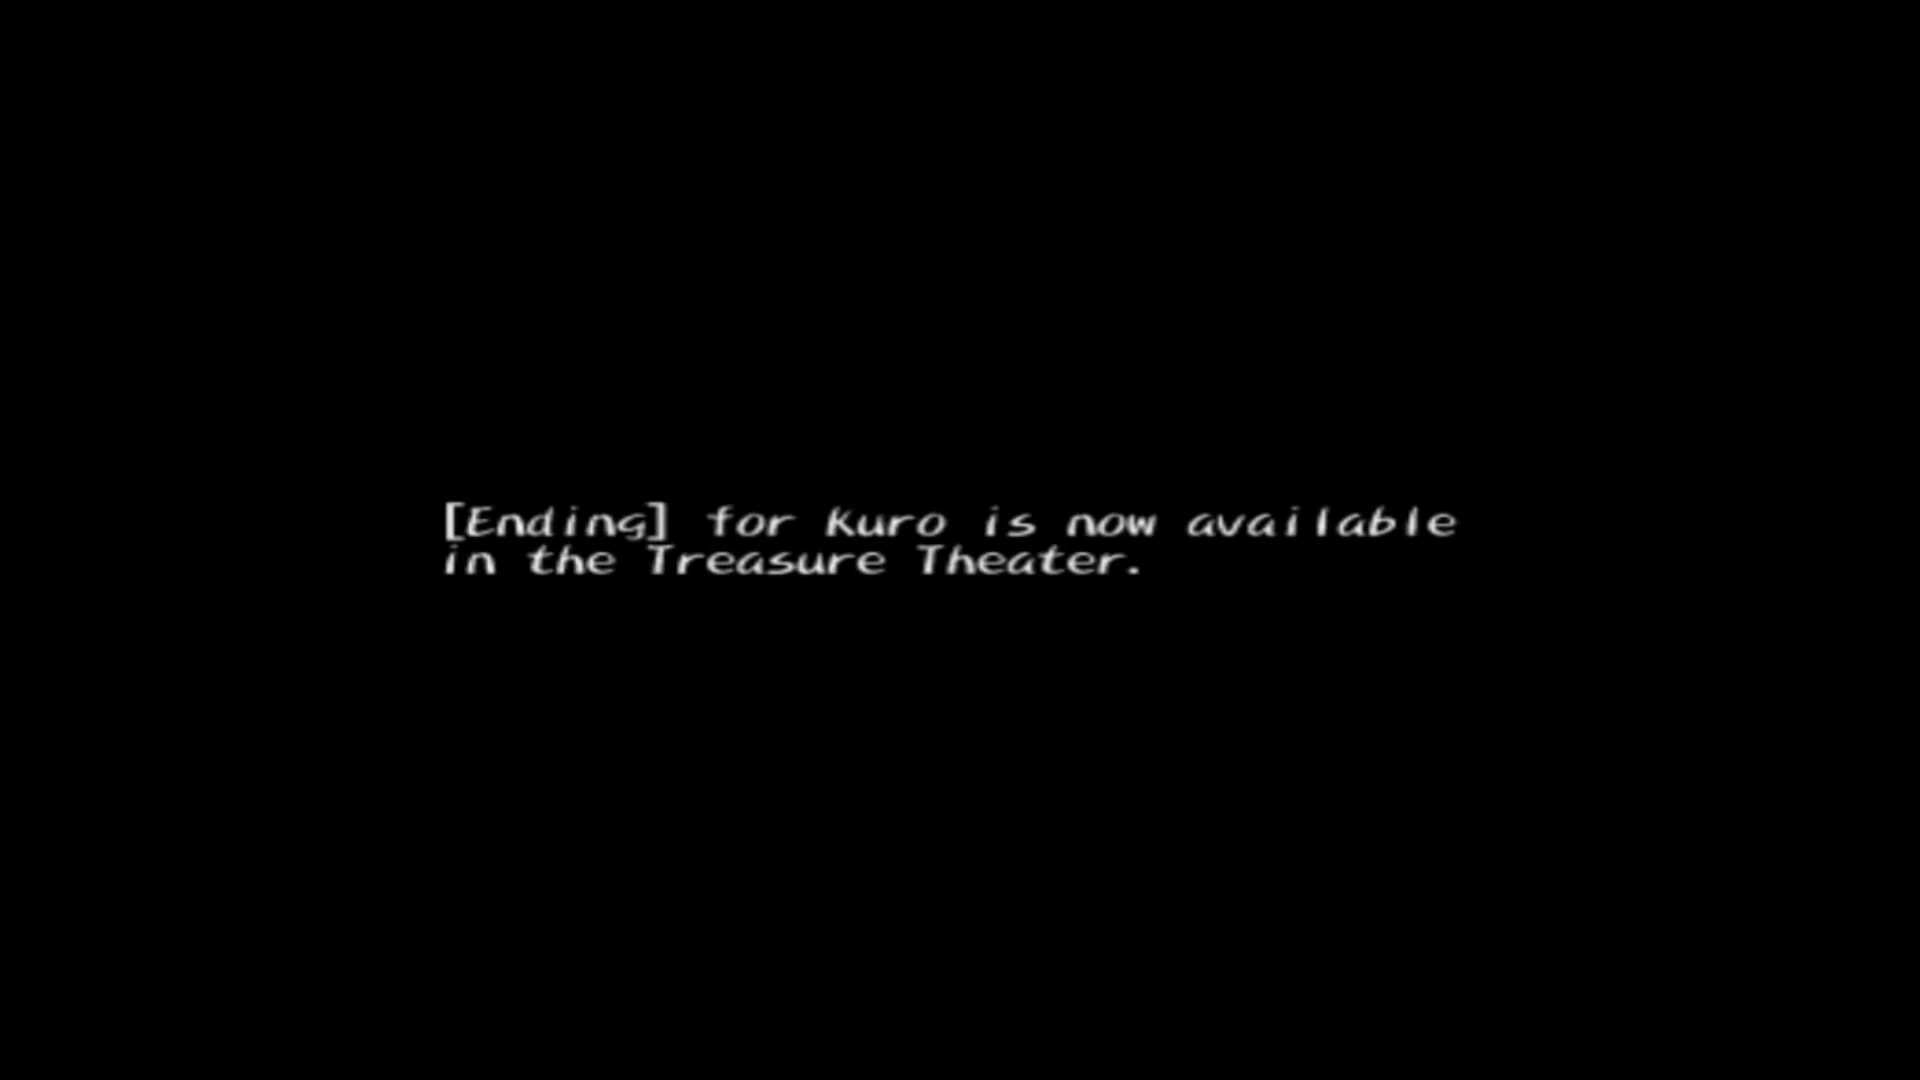 [Ending] for Kuro is now available
in the Treasure Theater.